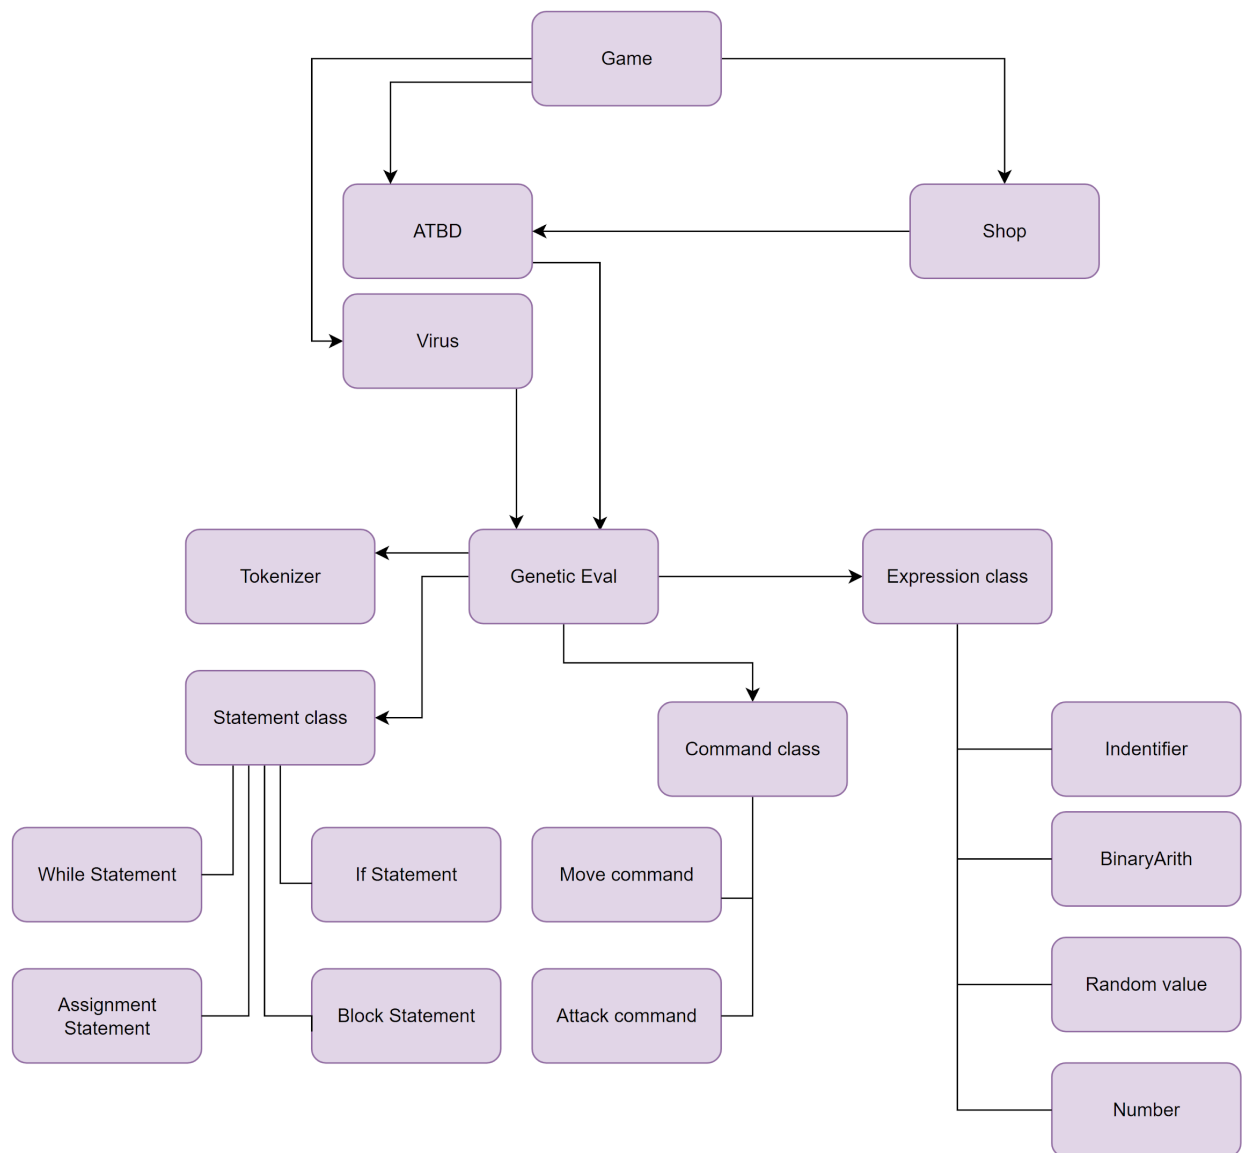 Game
ATBD
Shop
Virus
Tokenizer
Genetic Eval
Expression class
Statement class
Command class
Indentifier
BinaryArith
While Statement
If Statement
Move command
Random value
Assignment
Statement
Block Statement
Attack command
Number